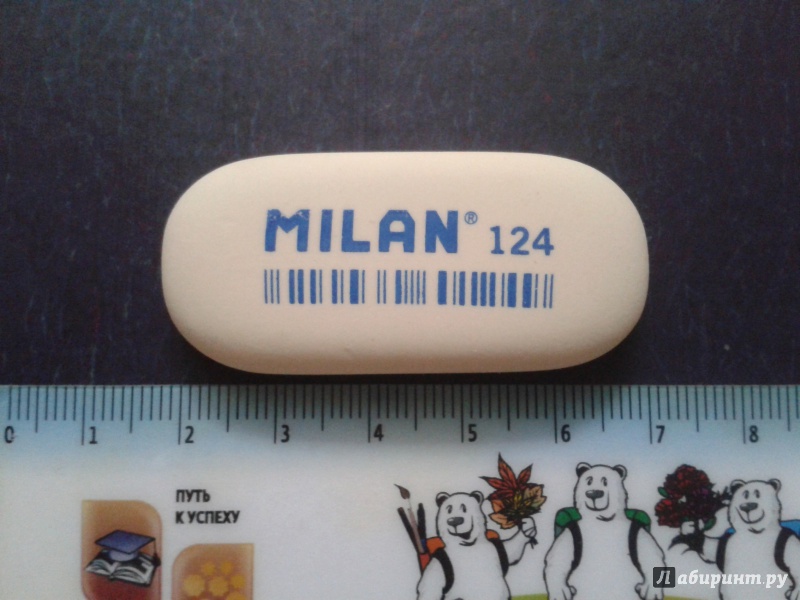 MILAN® 124
0 1 2 3 4 5 6 7 8
ПУТЬ
К УСПЕХУ
Лабиринт.ру